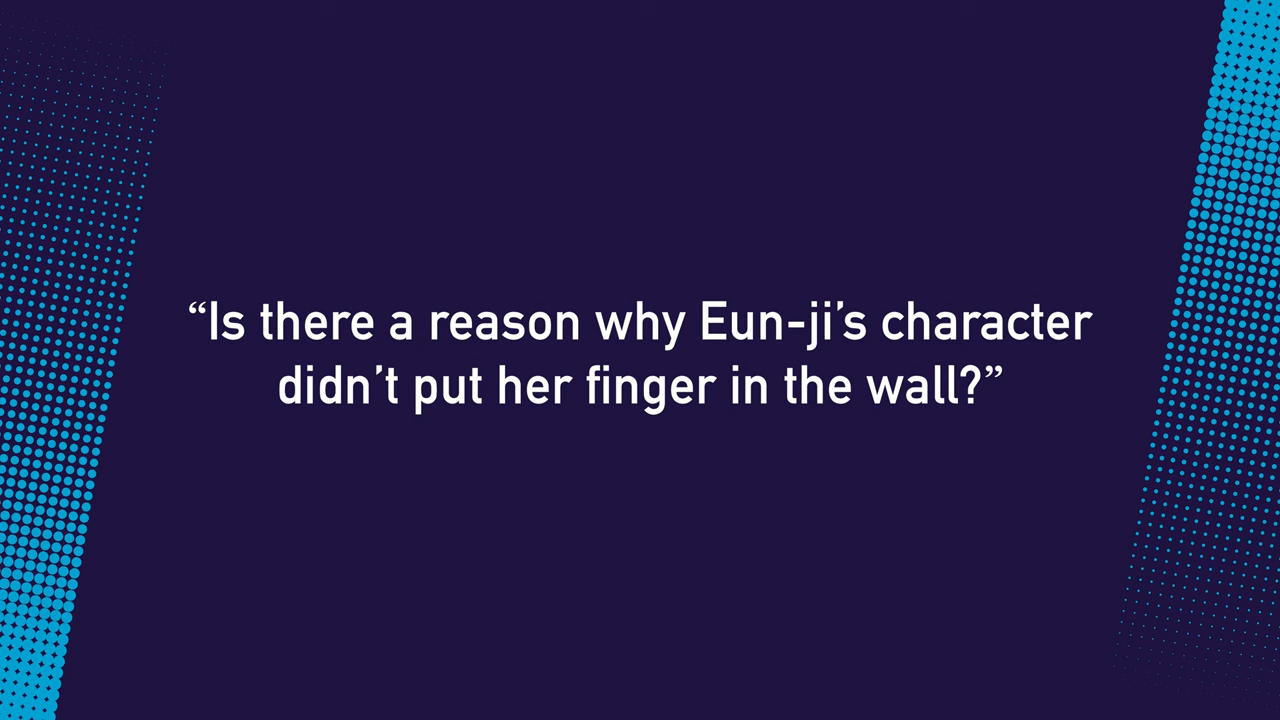 “Is there a reason why Eun-ji’s character
didn’t put her finger in the wall?”